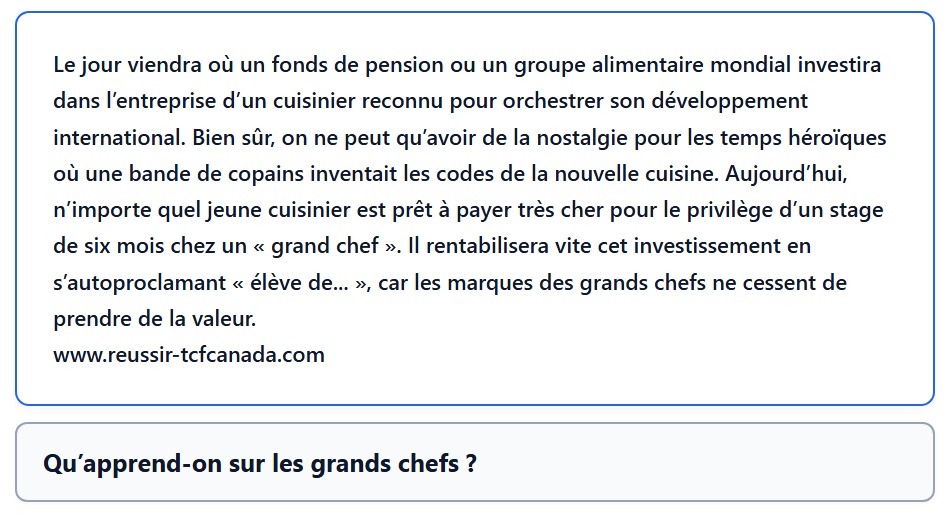 Le jour viendra où un fonds de pension ou un groupe alimentaire mondial investira
dans l’entreprise d’un cuisinier reconnu pour orchestrer son développement
international. Bien sûr, on ne peut qu’avoir de la nostalgie pour les temps héroïques
où une bande de copains inventait les codes de la nouvelle cuisine. Aujourd’hui,
n’importe quel jeune cuisinier est prêt à payer très cher pour le privilège d’un stage
de six mois chez un « grand chef ». Il rentabilisera vite cet investissement en
s’autoproclamant « élève de... », car les marques des grands chefs ne cessent de
prendre de la valeur.
www.reussir-tcfcanada.com
Qu’apprend-on sur les grands chefs ?